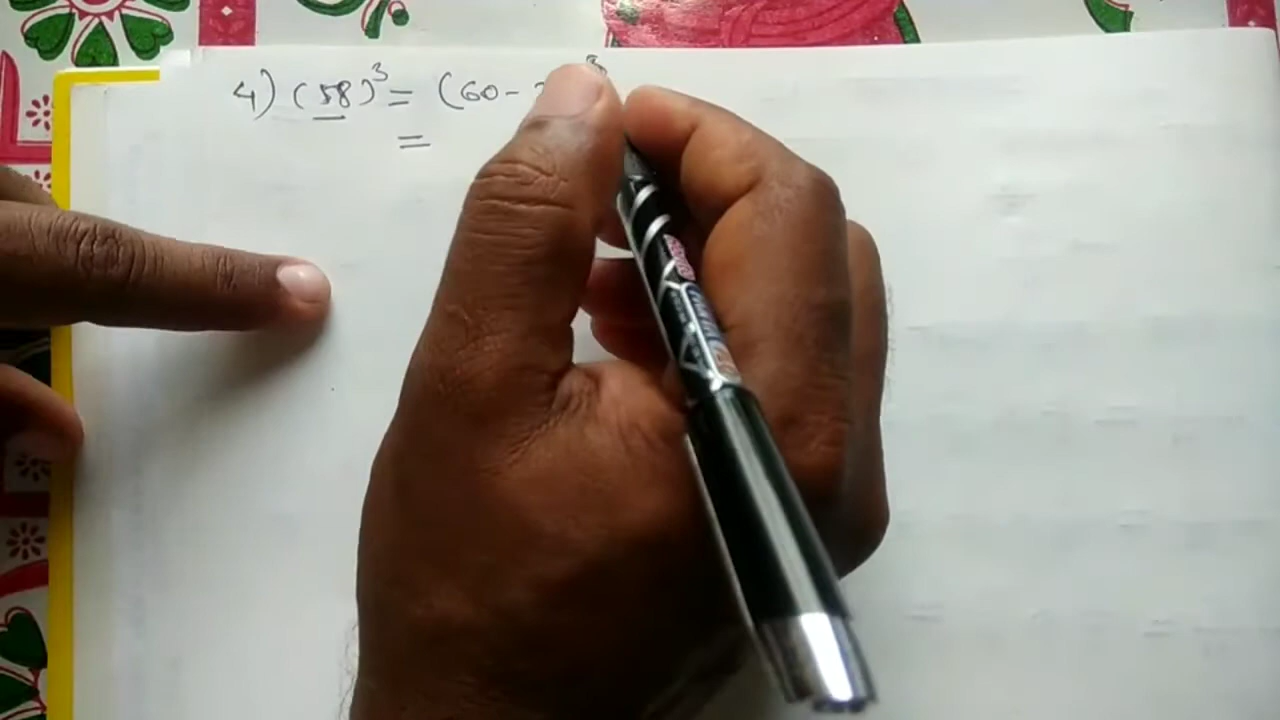 4) (58)³ = (60 -
=